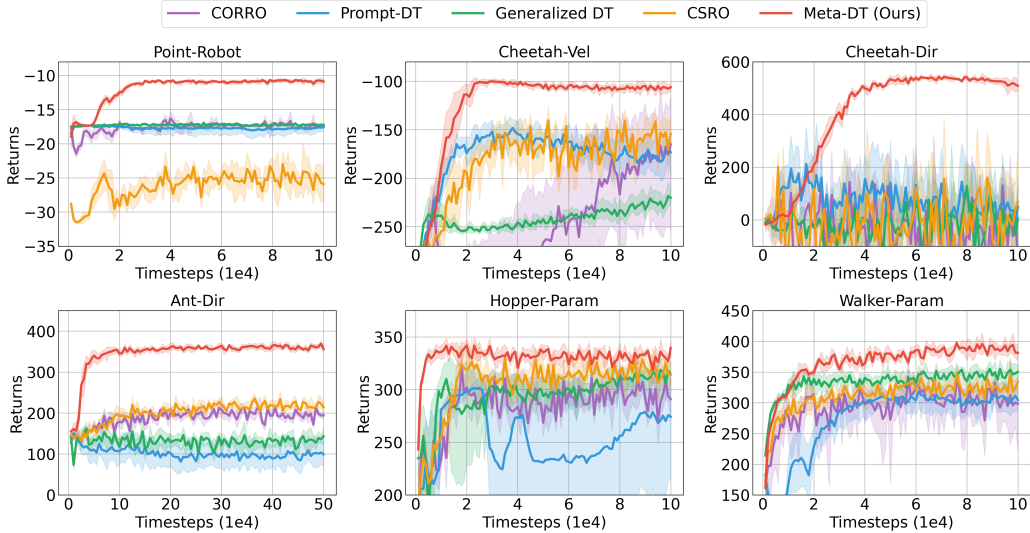 CORRO Prompt-DT Generalized DT CSRO Meta-DT (Ours)
Point-Robot
Returns
−10
−15
−20
−25
−30
−35
0 2 4 6 8 10
Timesteps (1e4)
Cheetah-Vel
Returns
−100
−150
−200
−250
0 2 4 6 8 10
Timesteps (1e4)
Cheetah-Dir
Returns
600
400
200
0
0 2 4 6 8 10
Timesteps (1e4)
Ant-Dir
Returns
400
300
200
100
0
0 10 20 30 40 50
Timesteps (1e4)
Hopper-Param
Returns
350
300
250
200
0 2 4 6 8 10
Timesteps (1e4)
Walker-Param
Returns
450
400
350
300
250
200
150
0 2 4 6 8 10
Timesteps (1e4)